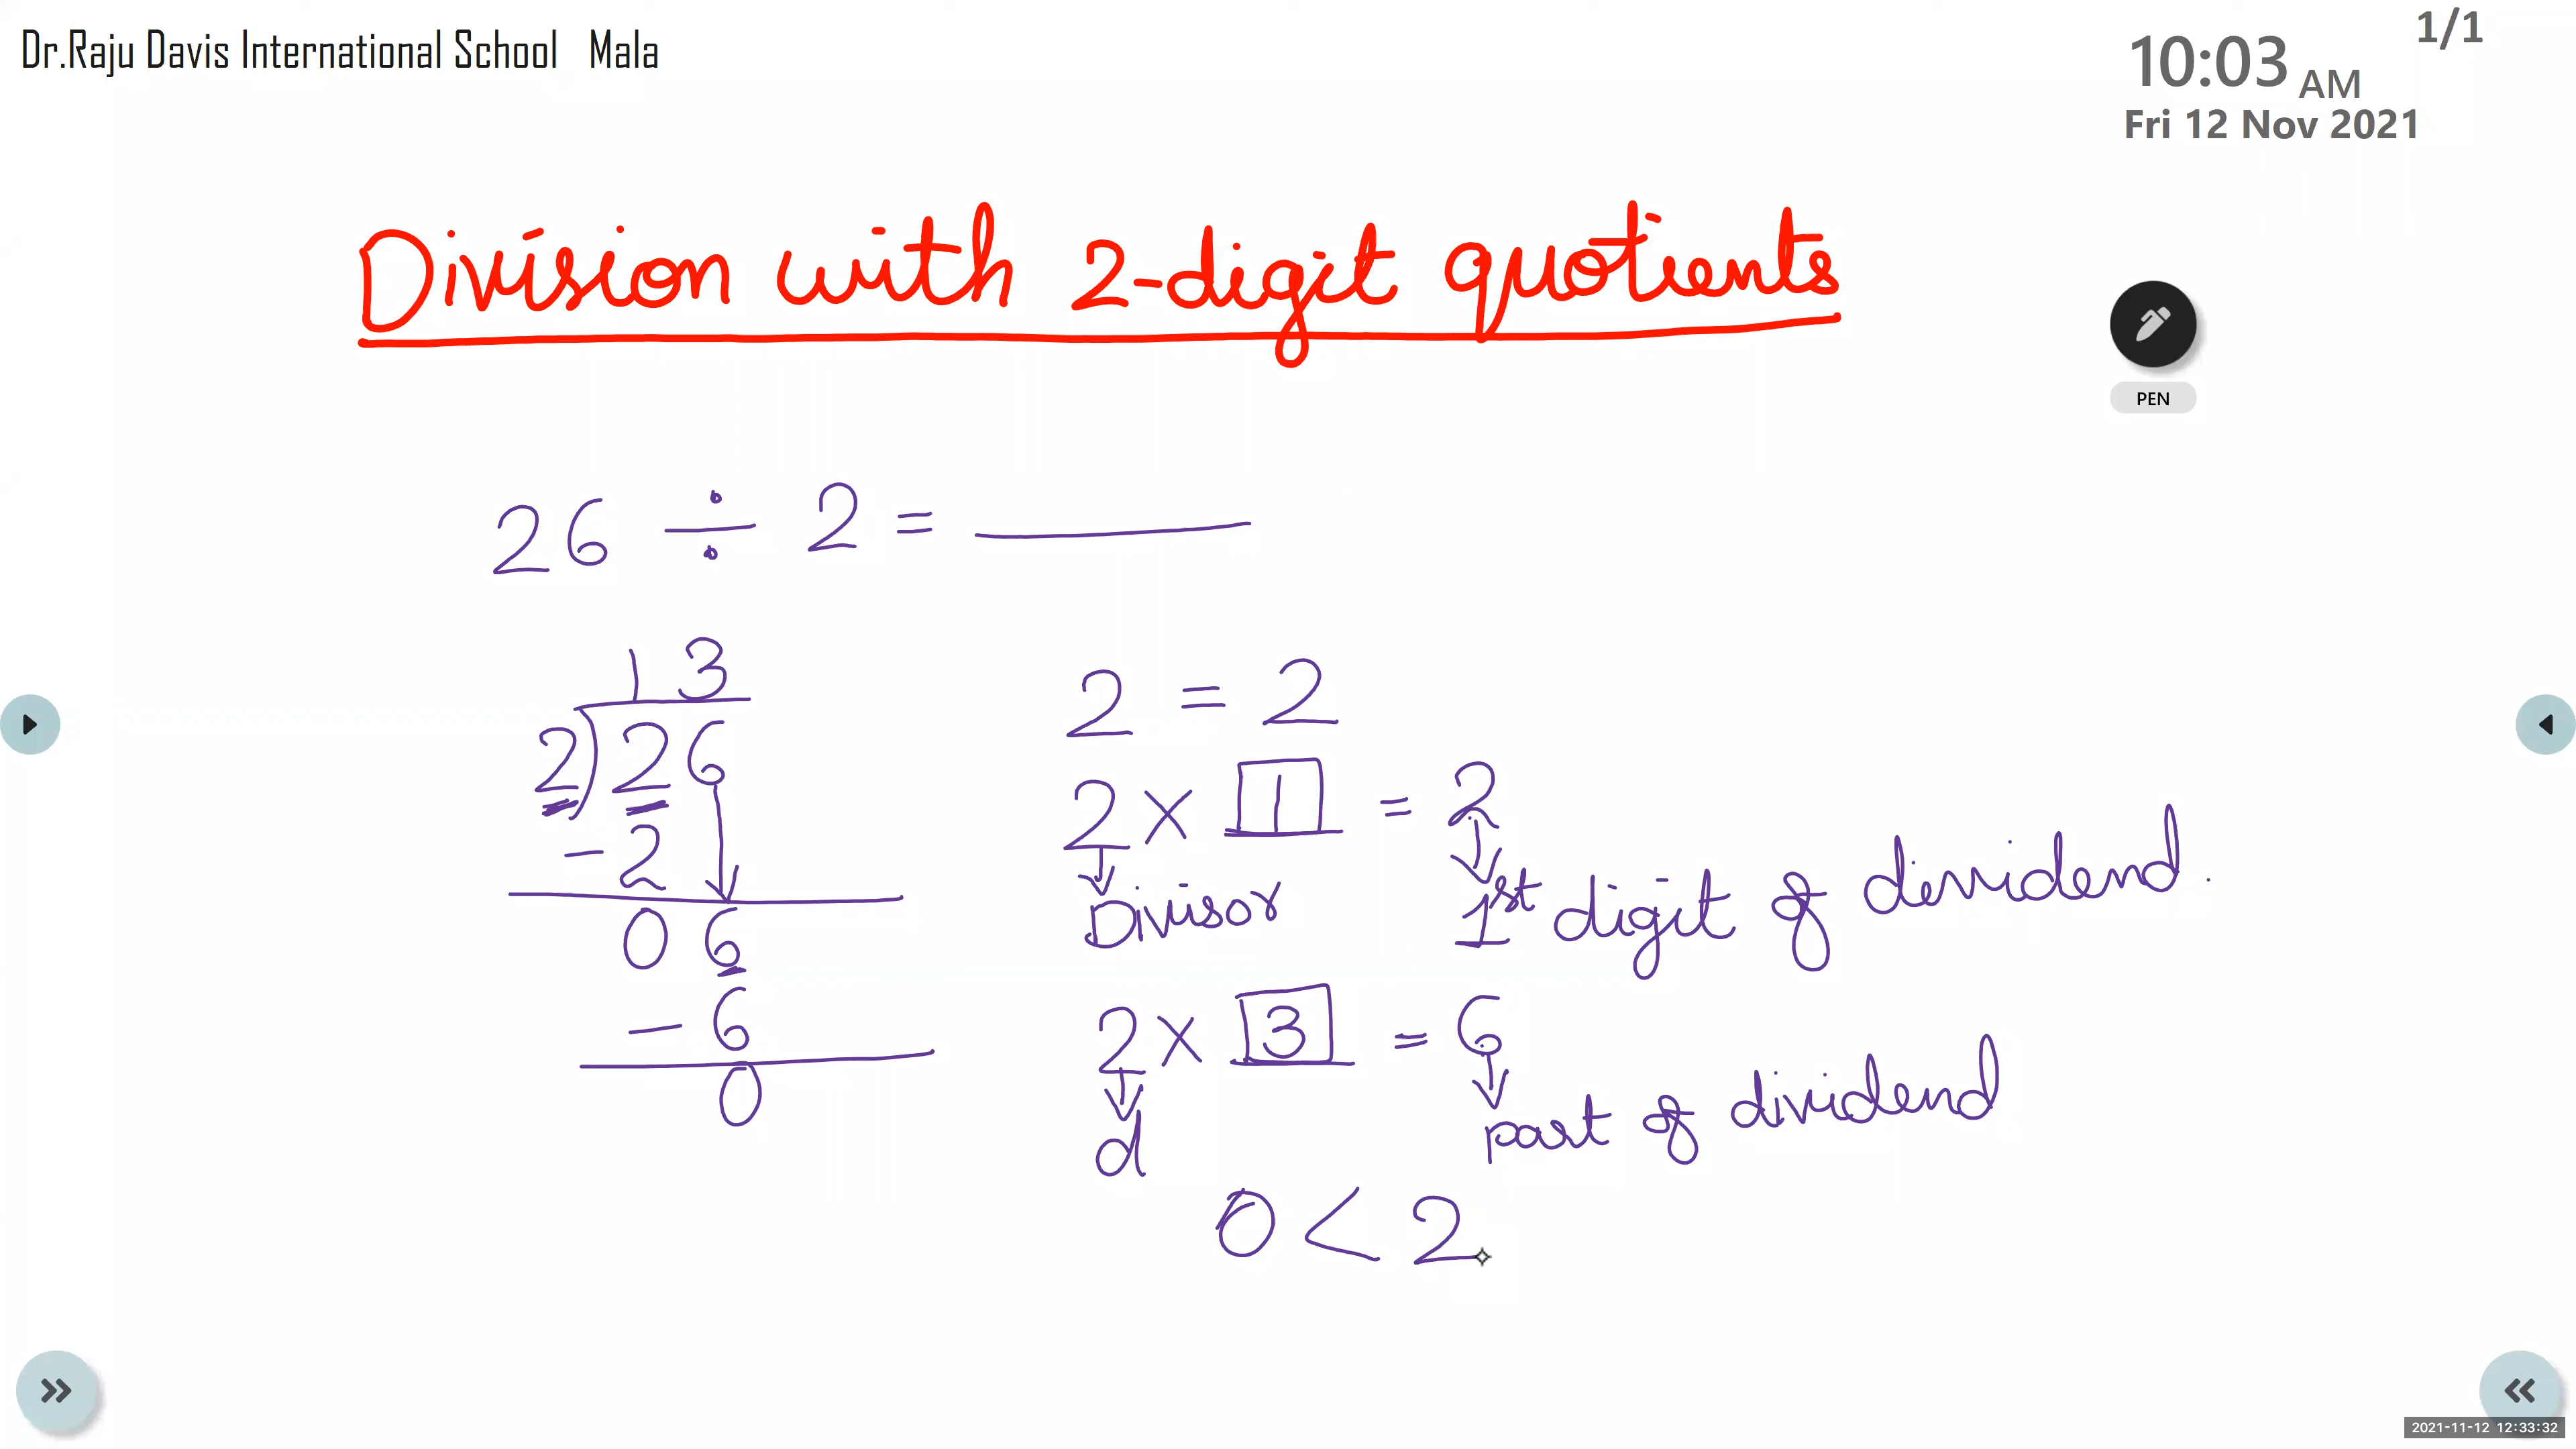 Dr.Raju Davis International School Mala
1/1
10:03 AM
Fri 12 Nov 2021
Division with 2-digit quotients
PEN
26 ÷ 2 = ______
13
2)26
-2
06
-6
0
2 = 2
2 × 1 = 2
Divisor
1st digit of dividend.
2 × 3 = 6
d
part of dividend
0 < 2
2021-11-12 12:33:32